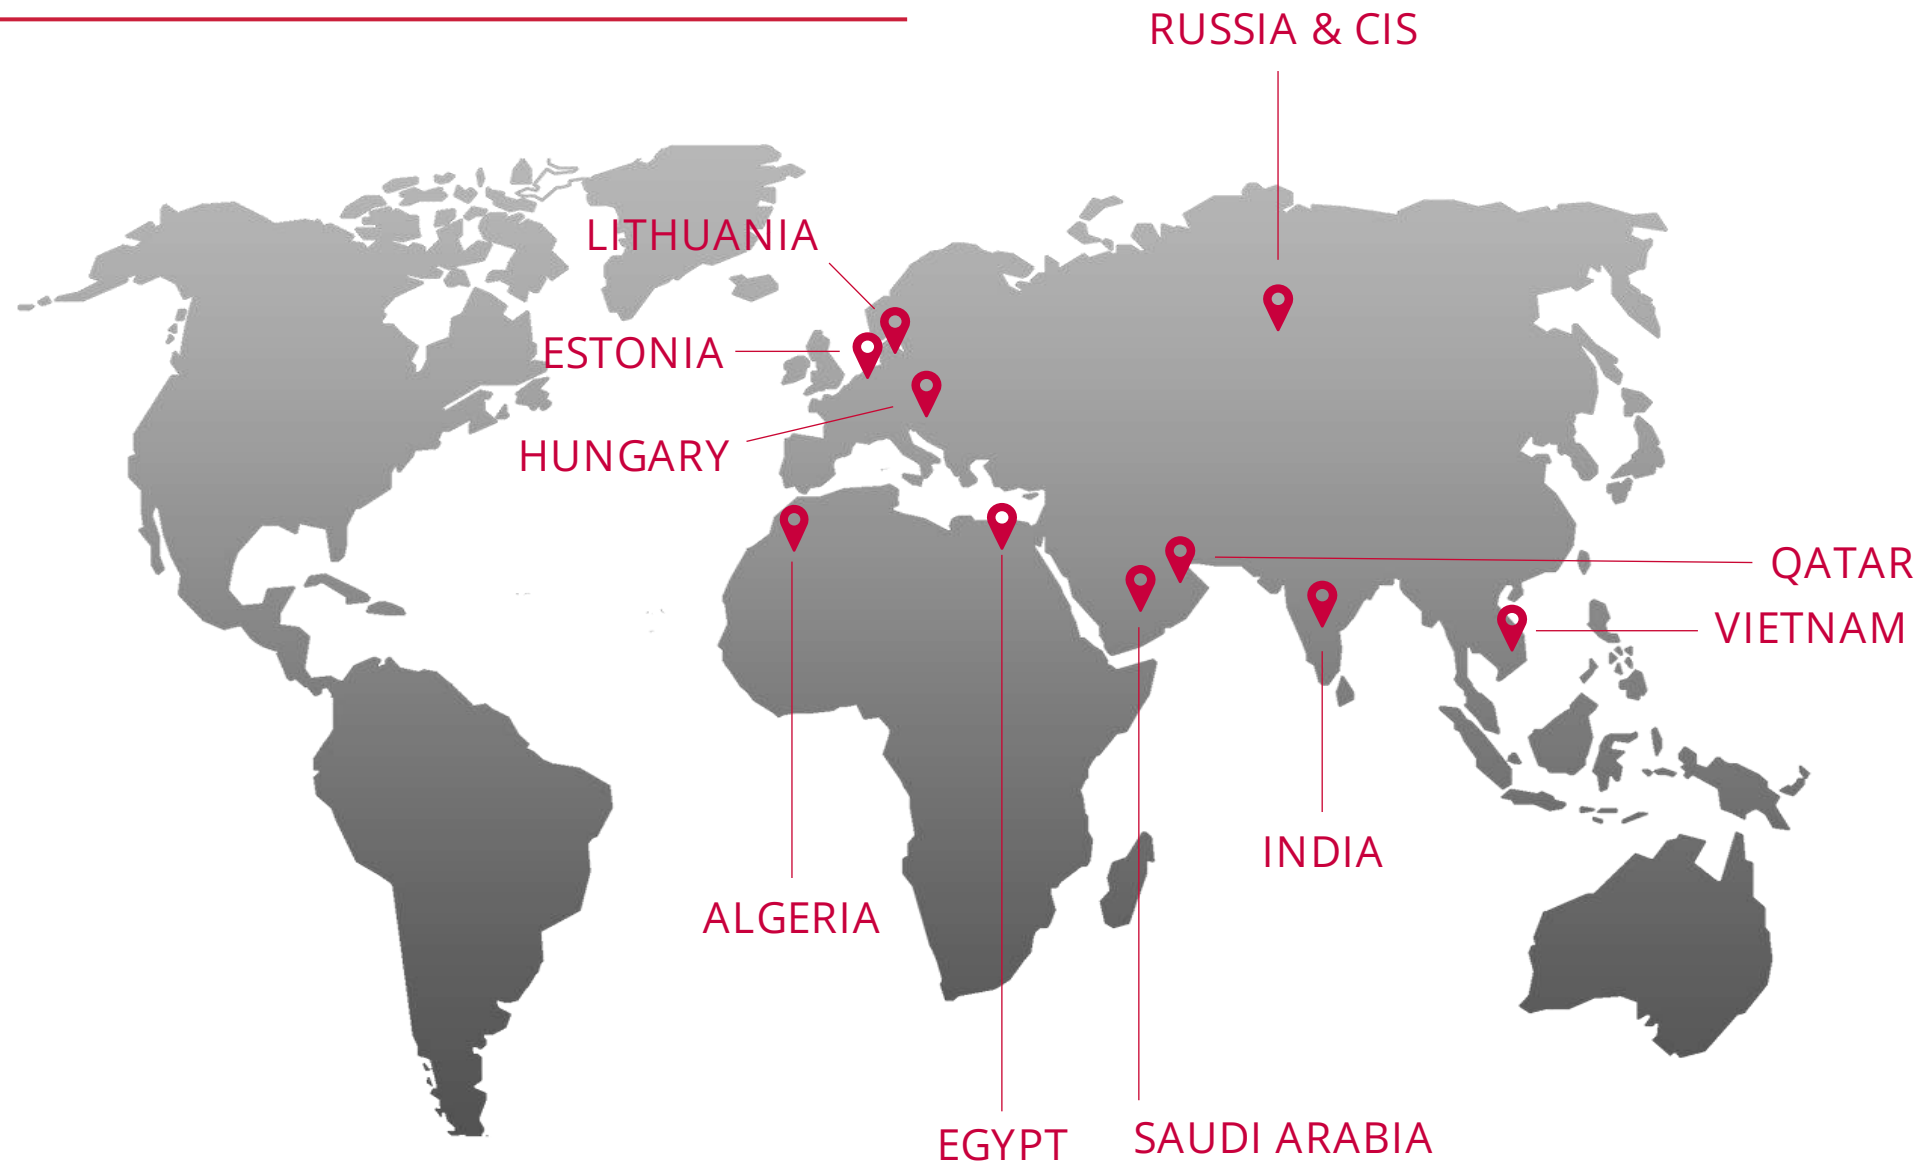 RUSSIA & CIS
LITHUANIA
ESTONIA
HUNGARY
QATAR
VIETNAM
INDIA
ALGERIA
EGYPT
SAUDI ARABIA